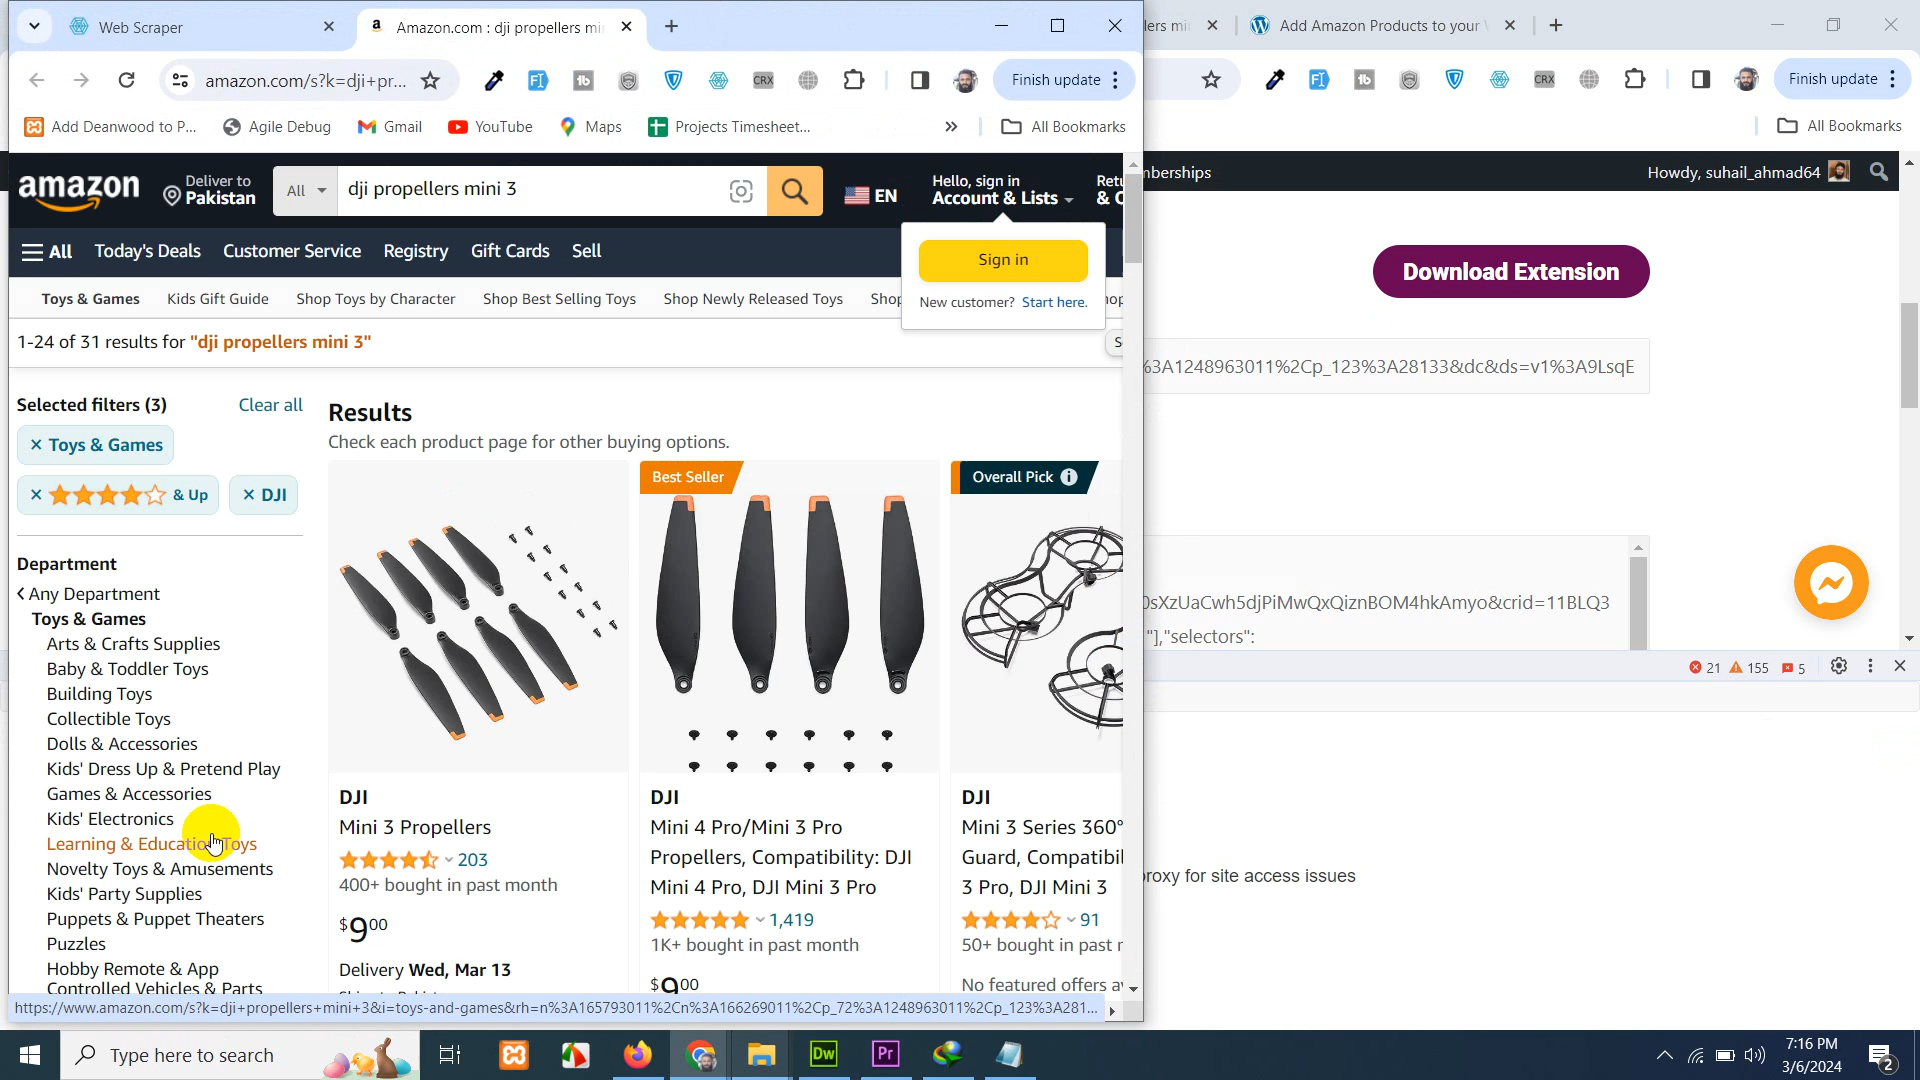 Web Scraper
Amazon.com : dji propellers mi
Add Amazon Products to your
amazon.com/s?k=dji+pr...
Finish update
CRX
Finish update
Add Deanwood to P...
Agile Debug
Gmail
YouTube
Maps
Projects Timesheet...
All Bookmarks
All Bookmarks
amazon
Deliver to
Pakistan
All
dji propellers mini 3
EN
Hello, sign in
Account & Lists
nberships
Howdy, suhail_ahmad64
All
Today's Deals
Customer Service
Registry
Gift Cards
Sell
Sign in
New customer? Start here.
Download Extension
Toys & Games
Kids Gift Guide
Shop Toys by Character
Shop Best Selling Toys
Shop Newly Released Toys
1-24 of 31 results for "dji propellers mini 3"
%3A1248963011%2Cp_123%3A28133&dc&ds=v1%3A9LsqE
Selected filters (3)
Clear all
× Toys & Games
× & Up
× DJI
Results
Check each product page for other buying options.
Best Seller
Overall Pick
Department
Any Department
Toys & Games
Arts & Crafts Supplies
Baby & Toddler Toys
Building Toys
Collectible Toys
Dolls & Accessories
Kids' Dress Up & Pretend Play
Games & Accessories
Kids' Electronics
Learning & Education Toys
Novelty Toys & Amusements
Kids' Party Supplies
Puppets & Puppet Theaters
Puzzles
Hobby Remote & App
Controlled Vehicles & Parts
DJI
Mini 3 Propellers
203
400+ bought in past month
$9 00
Delivery Wed, Mar 13
DJI
Mini 4 Pro/Mini 3 Pro
Propellers, Compatibility: DJI
Mini 4 Pro, DJI Mini 3 Pro
1,419
1K+ bought in past month
$9 00
DJI
Mini 3 Series 360°
Guard, Compatibil
3 Pro, DJI Mini 3
91
50+ bought in past r
No featured offers a
0sXzUaCwh5djPiMwQxQiznBOM4hkAmyo&crid=11BLQ3
"],"selectors":
21
155
5
roxy for site access issues
https://www.amazon.com/s?k=dji+propellers+mini+3&i=toys-and-games&rh=n%3A165793011%2Cn%3A166269011%2Cp_72%3A1248963011%2Cp_123%3A281...
Type here to search
Dw
Pr
7:16 PM
3/6/2024
2